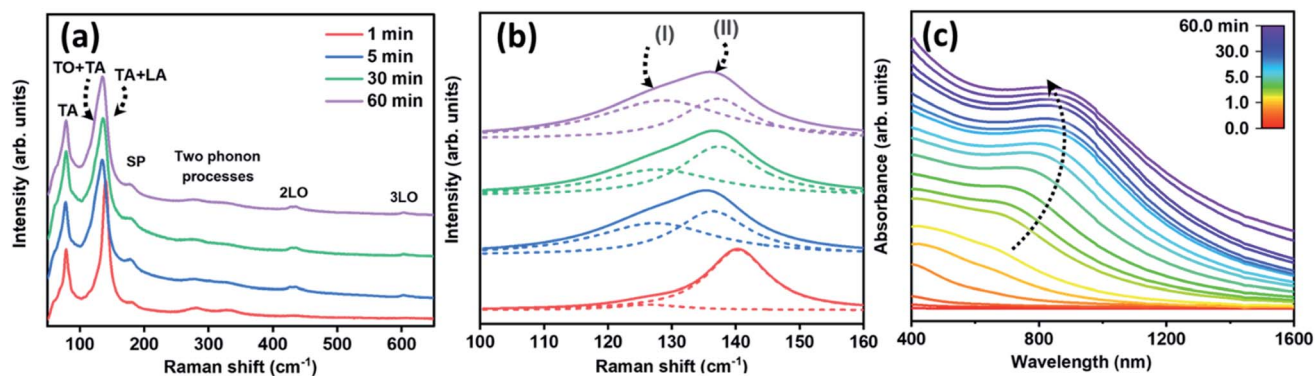 (a)
TO+TA
TA+LA
TA
SP
Two phonon
processes
2LO
3LO
1 min
5 min
30 min
60 min
Intensity (arb. units)
100 200 300 400 500 600
Raman shift (cm⁻¹)
(b)
(I)
(II)
Intensity (arb. units)
100 110 120 130 140 150 160
Raman shift (cm⁻¹)
(c)
60.0 min
30.0
5.0
1.0
0.0
Absorbance (arb. units)
400 800 1200 1600
Wavelength (nm)